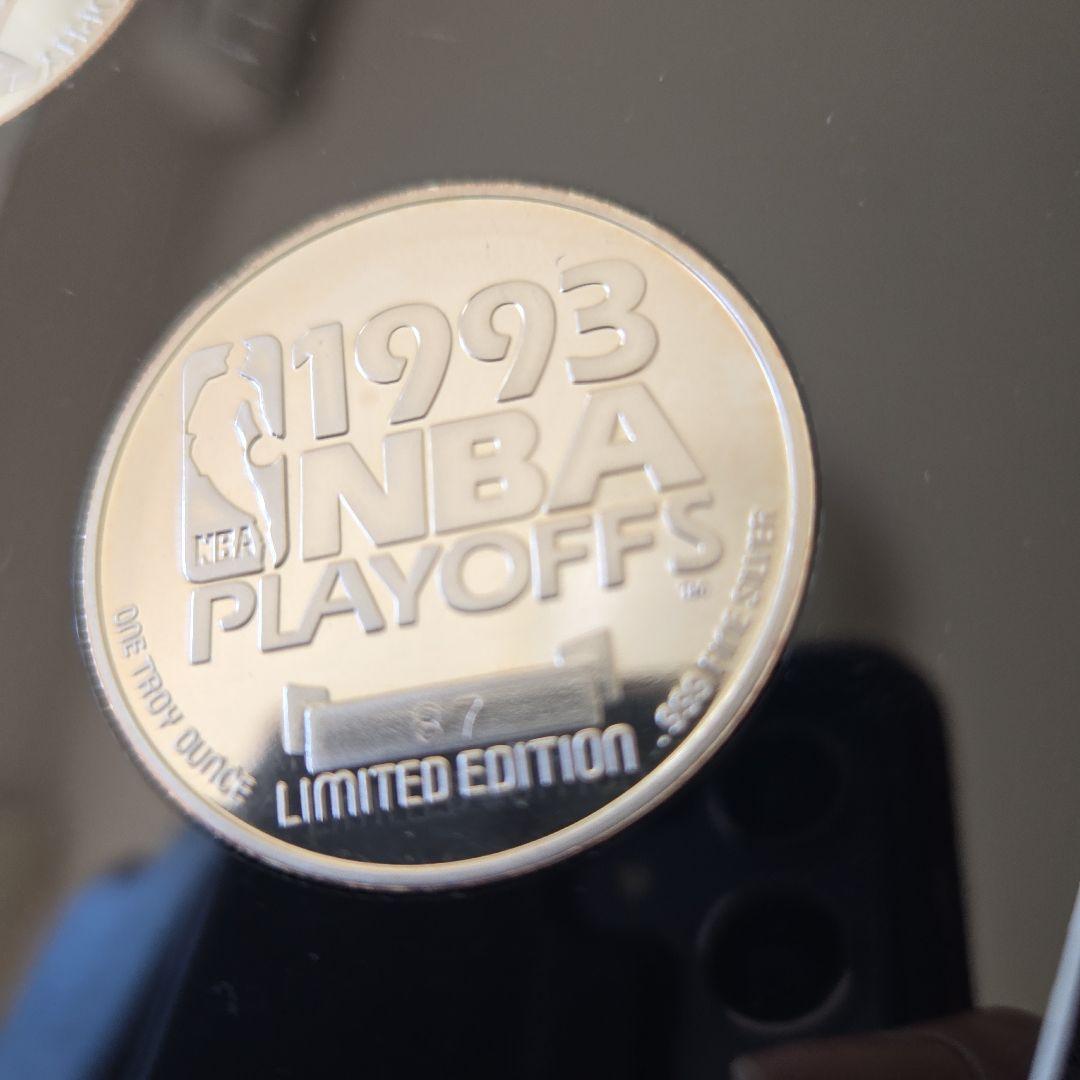 1993
NBA
NBA
PLAYOFFS
TM
87
LIMITED EDITION
ONE TROY OUNCE
.999 FINE SILVER